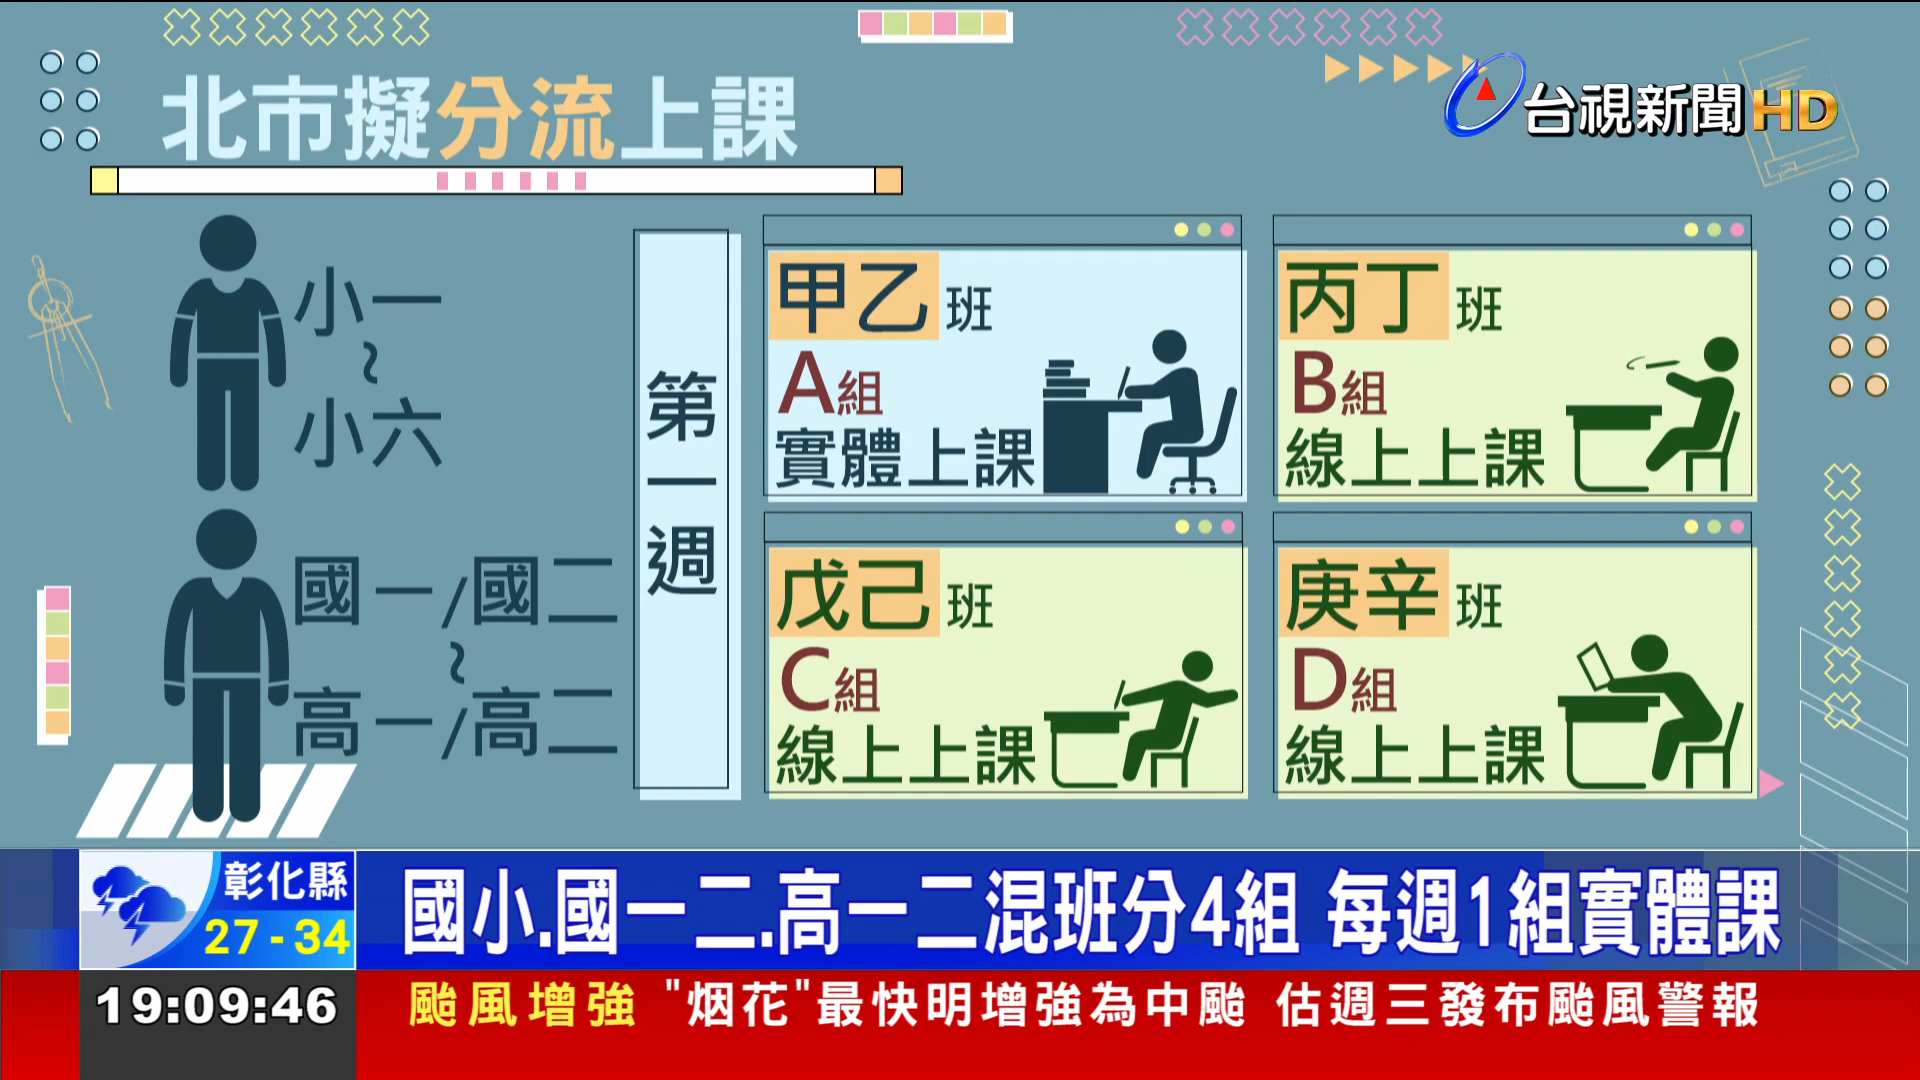 北市擬分流上課
台視新聞HD
小一
~
小六
國一/國二
~
高一/高二
第一週
甲乙班
A組
實體上課
丙丁班
B組
線上上課
戊己班
C組
線上上課
庚辛班
D組
線上上課
彰化縣
27-34
國小.國一二.高一二混班分4組 每週1組實體課
19:09:46
颱風增強 "烟花"最快明增強為中颱 估週三發布颱風警報